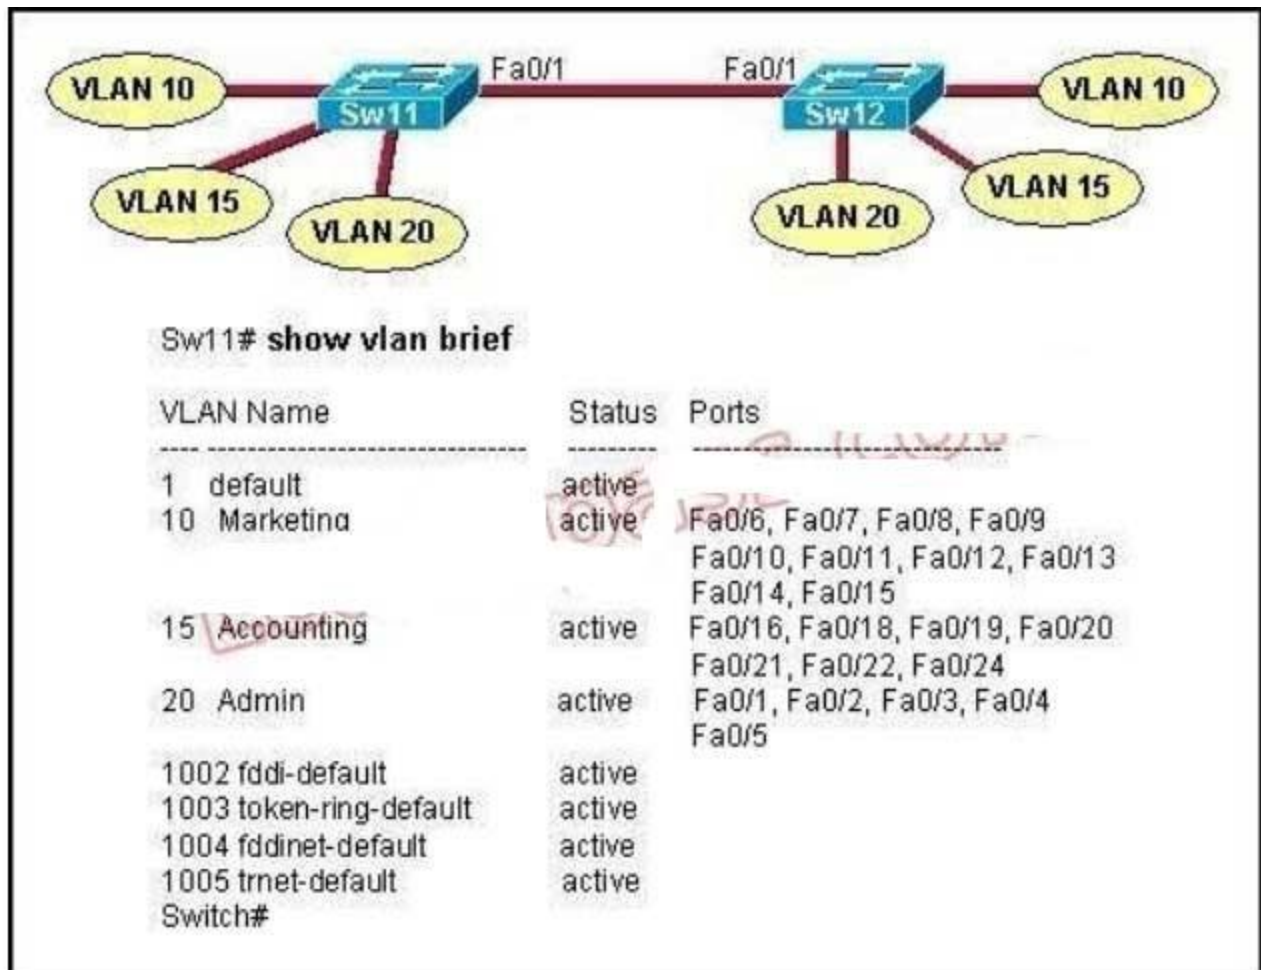 Fa0/1 Fa0/1
VLAN 10 VLAN 10
Sw11 Sw12
VLAN 15 VLAN 15
VLAN 20 VLAN 20
Sw11# show vlan brief
VLAN Name Status Ports
---- -------------------------------- --------- -------------------------------
1 default active
10 Marketing active Fa0/6, Fa0/7, Fa0/8, Fa0/9
Fa0/10, Fa0/11, Fa0/12, Fa0/13
Fa0/14, Fa0/15
15 Accounting active Fa0/16, Fa0/18, Fa0/19, Fa0/20
Fa0/21, Fa0/22, Fa0/24
20 Admin active Fa0/1, Fa0/2, Fa0/3, Fa0/4
Fa0/5
1002 fddi-default active
1003 token-ring-default active
1004 fddinet-default active
1005 trnet-default active
Switch#